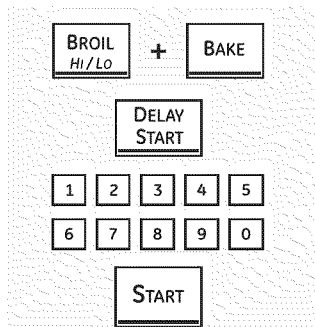 BROIL + BAKE
HI/LO
DELAY
START
1 2 3 4 5
6 7 8 9 0
START